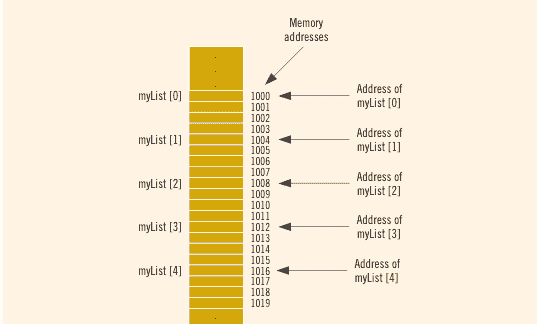 Memory
addresses
myList [0]
1000
Address of
myList [0]
1001
1002
1003
myList [1]
1004
Address of
myList [1]
1005
1006
1007
myList [2]
1008
Address of
myList [2]
1009
1010
1011
myList [3]
1012
Address of
myList [3]
1013
1014
1015
myList [4]
1016
Address of
myList [4]
1017
1018
1019